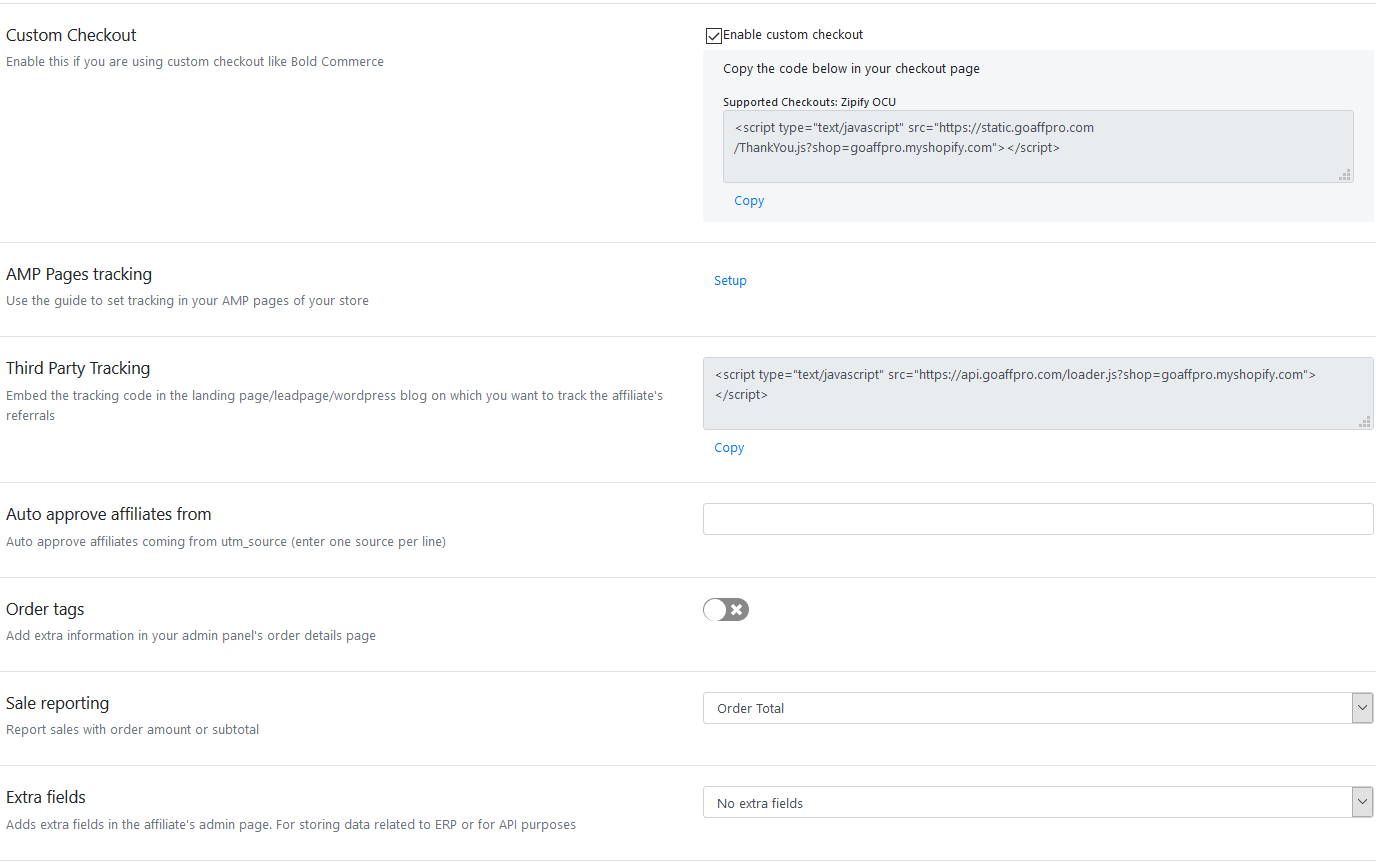 Custom Checkout
Enable this if you are using custom checkout like Bold Commerce
Enable custom checkout
Copy the code below in your checkout page
Supported Checkouts: Zipify OCU
<script type="text/javascript" src="https://static.goaffpro.com
/ThankYou.js?shop=goaffpro.myshopify.com"></script>
Copy
AMP Pages tracking
Use the guide to set tracking in your AMP pages of your store
Setup
Third Party Tracking
Embed the tracking code in the landing page/leadpage/wordpress blog on which you want to track the affiliate's
referrals
<script type="text/javascript" src="https://api.goaffpro.com/loader.js?shop=goaffpro.myshopify.com">
</script>
Copy
Auto approve affiliates from
Auto approve affiliates coming from utm_source (enter one source per line)
Order tags
Add extra information in your admin panel's order details page
Sale reporting
Report sales with order amount or subtotal
Order Total
Extra fields
Adds extra fields in the affiliate's admin page. For storing data related to ERP or for API purposes
No extra fields